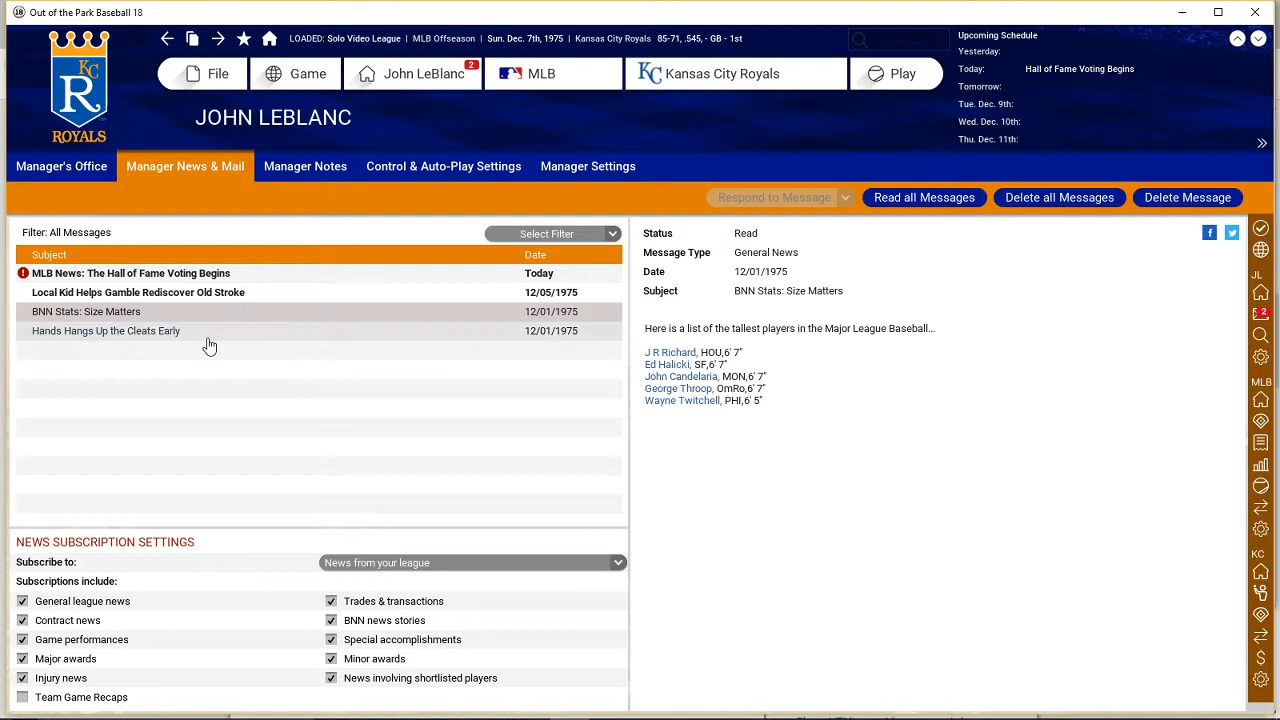 Out of the Park Baseball 18
LOADED: Solo Video League | MLB Offseason | Sun. Dec. 7th, 1975 | Kansas City Royals 85-71, .545, - GB - 1st
Upcoming Schedule
Yesterday:
Today: Hall of Fame Voting Begins
Tomorrow:
Tue. Dec. 9th:
Wed. Dec. 10th:
Thu. Dec. 11th:
KC
R
ROYALS
File
Game
John LeBlanc
2
MLB
KC
Kansas City Royals
Play
JOHN LEBLANC
Manager's Office
Manager News & Mail
Manager Notes
Control & Auto-Play Settings
Manager Settings
Respond to Message
Read all Messages
Delete all Messages
Delete Message
Filter: All Messages
Select Filter
Subject Date
MLB News: The Hall of Fame Voting Begins Today
Local Kid Helps Gamble Rediscover Old Stroke 12/05/1975
BNN Stats: Size Matters 12/01/1975
Hands Hangs Up the Cleats Early 12/01/1975
Status Read
Message Type General News
Date 12/01/1975
Subject BNN Stats: Size Matters
Here is a list of the tallest players in the Major League Baseball...
J R Richard, HOU,6' 7"
Ed Halicki, SF,6' 7"
John Candelaria, MON,6' 7"
George Throop, OmRo,6' 7"
Wayne Twitchell, PHI,6' 5"
NEWS SUBSCRIPTION SETTINGS
Subscribe to: News from your league
Subscriptions include:
General league news Trades & transactions
Contract news BNN news stories
Game performances Special accomplishments
Major awards Minor awards
Injury news News involving shortlisted players
Team Game Recaps
JL
2
MLB
KC
$